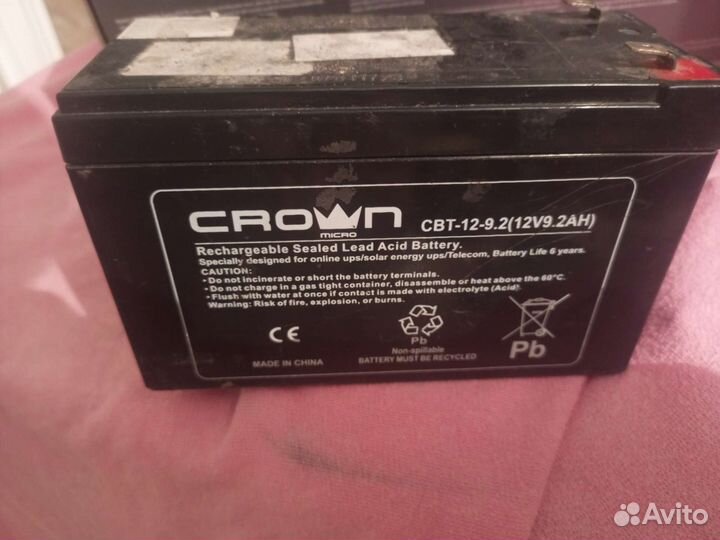 CROWN
MICRO
CBT-12-9.2(12V9.2AH)
Rechargeable Sealed Lead Acid Battery.
Specially designed for online ups/solar energy ups/Telecom, Battery Life 6 years.
CAUTION:
• Do not incinerate or short the battery terminals.
• Do not charge in a gas tight container, disassemble or heat above the 60°C.
• Flush with water at once if contact is made with electrolyte (Acid)
Warning: Risk of fire, explosion, or burns.
CE
Pb
Pb
Non-spillable
MADE IN CHINA
BATTERY MUST BE RECYCLED
Avito